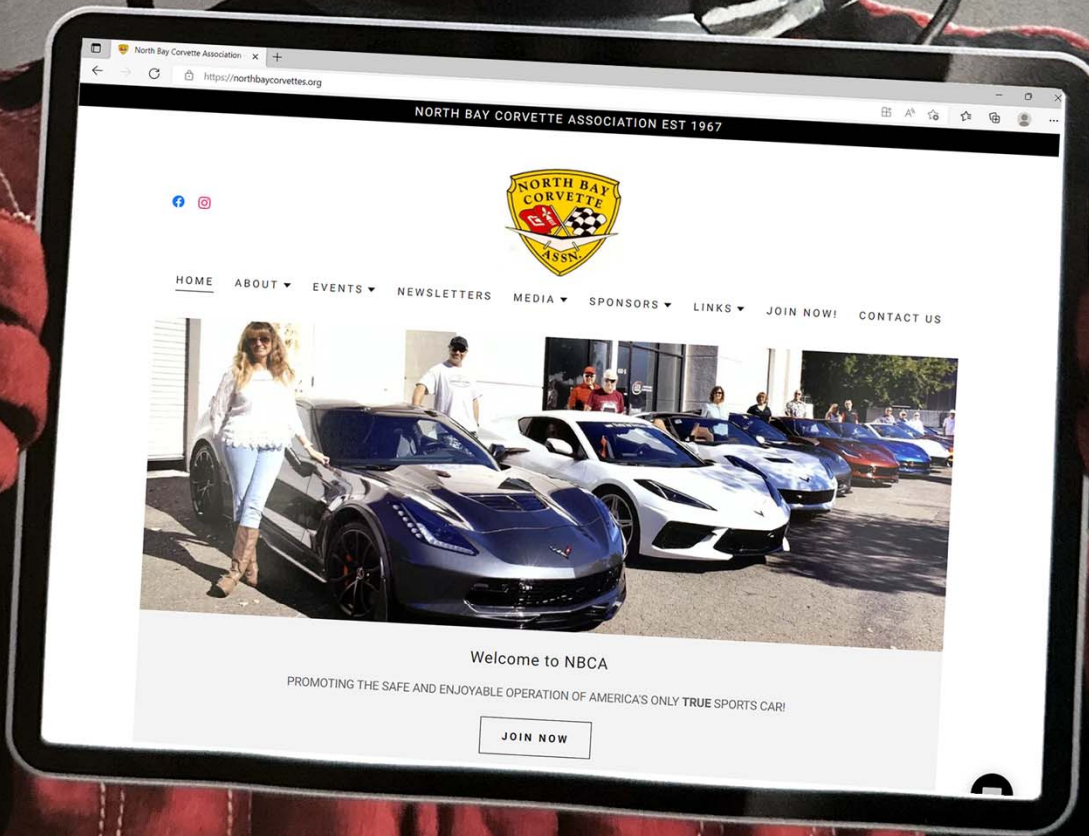 North Bay Corvette Association
https://northbaycorvettes.org
NORTH BAY CORVETTE ASSOCIATION EST 1967
NORTH BAY
CORVETTE
ASSN.
HOME ABOUT EVENTS NEWSLETTERS MEDIA SPONSORS LINKS JOIN NOW! CONTACT US
Welcome to NBCA
PROMOTING THE SAFE AND ENJOYABLE OPERATION OF AMERICA'S ONLY TRUE SPORTS CAR!
JOIN NOW